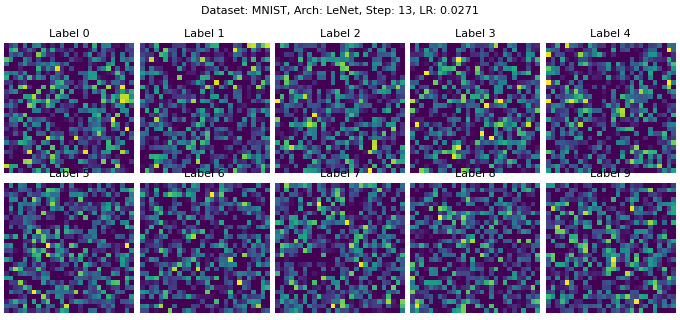 Dataset: MNIST, Arch: LeNet, Step: 13, LR: 0.0271
Label 0 Label 1 Label 2 Label 3 Label 4
Label 5 Label 6 Label 7 Label 8 Label 9